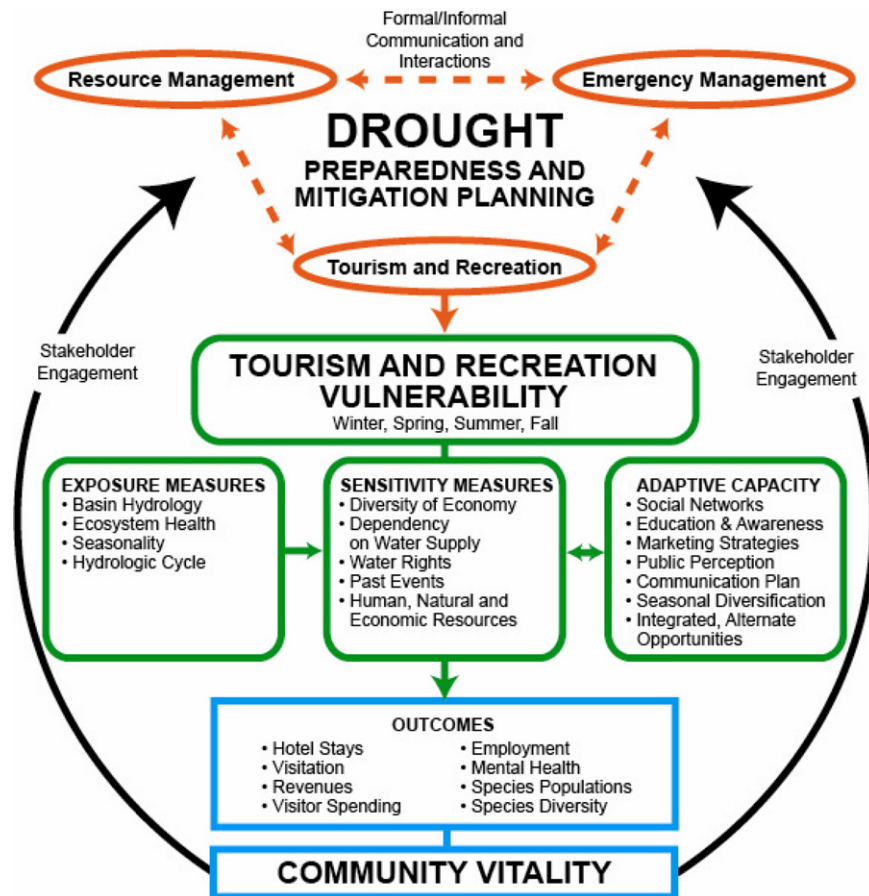 Formal/Informal
Communication and
Interactions
Resource Management
Emergency Management
DROUGHT
PREPAREDNESS AND
MITIGATION PLANNING
Tourism and Recreation
Stakeholder
Engagement
Stakeholder
Engagement
TOURISM AND RECREATION
VULNERABILITY
Winter, Spring, Summer, Fall
EXPOSURE MEASURES
• Basin Hydrology
• Ecosystem Health
• Seasonality
• Hydrologic Cycle
SENSITIVITY MEASURES
• Diversity of Economy
• Dependency
on Water Supply
• Water Rights
• Past Events
• Human, Natural and
Economic Resources
ADAPTIVE CAPACITY
• Social Networks
• Education & Awareness
• Marketing Strategies
• Public Perception
• Communication Plan
• Seasonal Diversification
• Integrated, Alternate
Opportunities
OUTCOMES
• Hotel Stays
• Visitation
• Revenues
• Visitor Spending
• Employment
• Mental Health
• Species Populations
• Species Diversity
COMMUNITY VITALITY